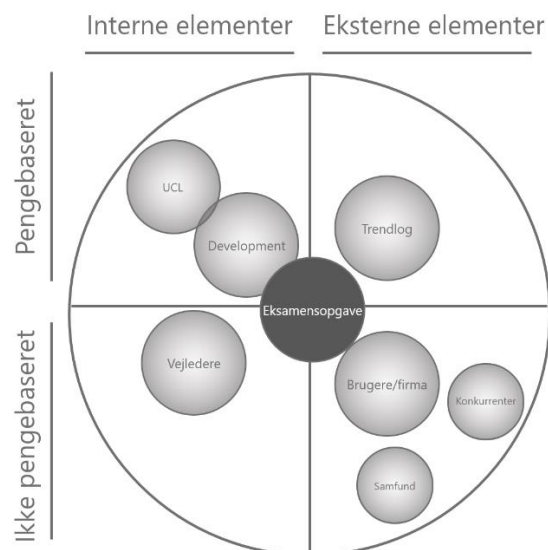 Interne elementer
Eksterne elementer
Pengebaseret
UCL
Development
Trendlog
Eksamensopgave
Ikke pengebaseret
Vejledere
Brugere/firma
Konkurrenter
Samfund